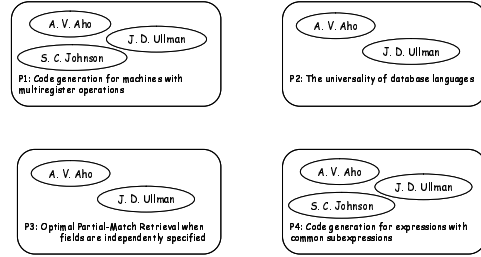 A. V. Aho
J. D. Ullman
S. C. Johnson
P1: Code generation for machines with
multiregister operations
A. V. Aho
J. D. Ullman
P2: The universality of database languages
A. V. Aho
J. D. Ullman
P3: Optimal Partial-Match Retrieval when
fields are independently specified
A. V. Aho
J. D. Ullman
S. C. Johnson
P4: Code generation for expressions with
common subexpressions